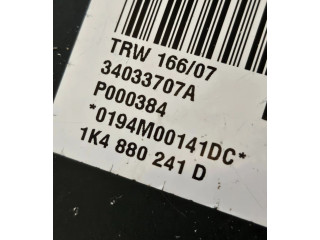 TRW 166/07
34033707A
P000384
*0194M00141DC*
1K4 880 241 D